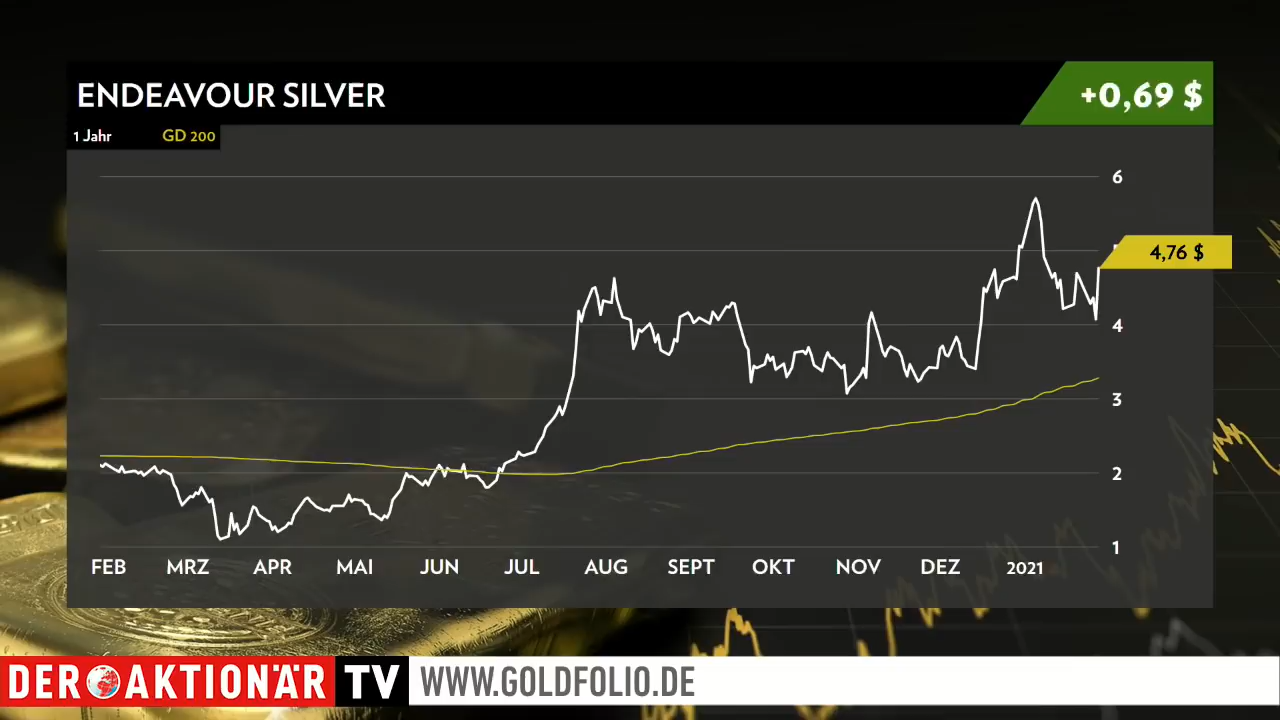 ENDEAVOUR SILVER
+0,69 $
1 Jahr GD 200
6
4,76 $
4
3
2
1
FEB MRZ APR MAI JUN JUL AUG SEPT OKT NOV DEZ 2021
DER AKTIONÄR TV WWW.GOLDFOLIO.DE